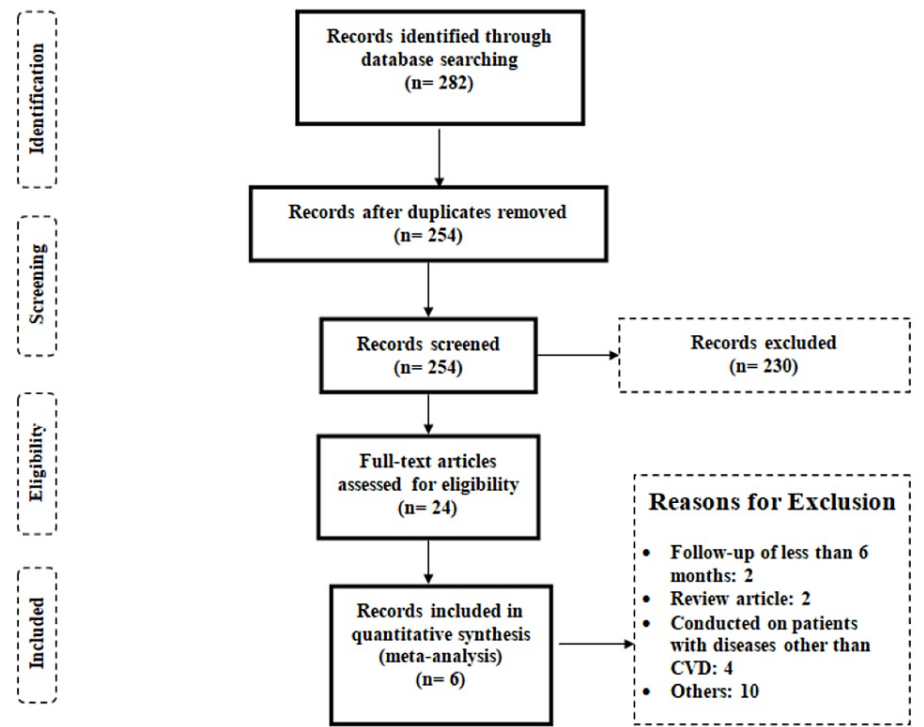 Identification
Records identified through
database searching
(n= 282)
Records after duplicates removed
(n= 254)
Screening
Records screened
(n= 254)
Records excluded
(n= 230)
Eligibility
Full-text articles
assessed for eligibility
(n= 24)
Included
Records included in
quantitative synthesis
(meta-analysis)
(n= 6)
Reasons for Exclusion
• Follow-up of less than 6
months: 2
• Review article: 2
• Conducted on patients
with diseases other than
CVD: 4
• Others: 10